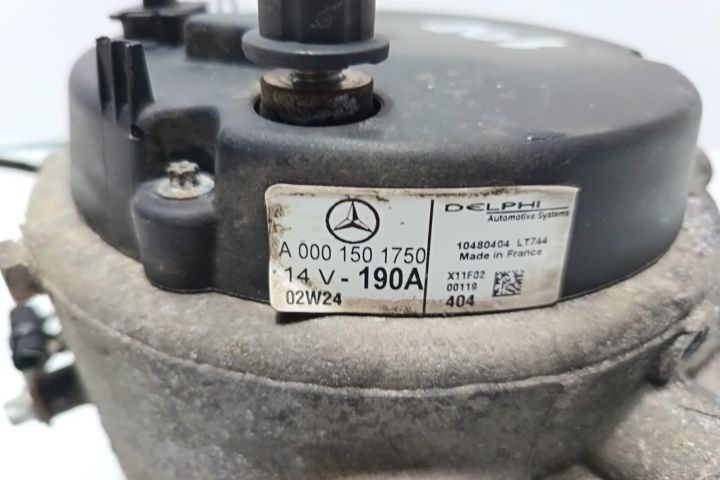 A 000 150 1750
14 V - 190A
02W24
DELPHI
Automotive Systems
10480404 LT744
Made in France
X11F02
00119
404